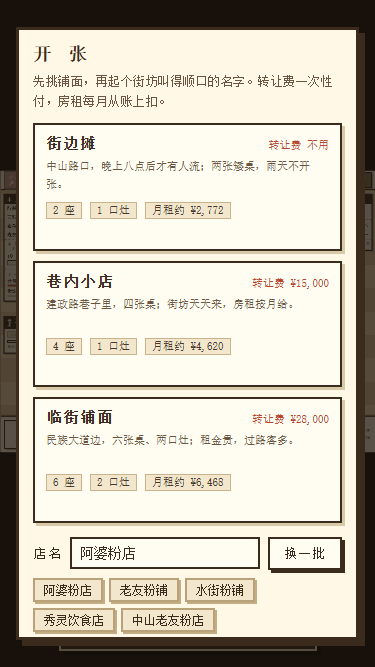 开 张
先挑铺面，再起个街坊叫得顺口的名字。转让费一次性
付，房租每月从账上扣。
街边摊 转让费 不用
中山路口，晚上八点后才有人流；两张矮桌，雨天不开
张。
2 座 1 口灶 月租约 ¥2,772
巷内小店 转让费 ¥15,000
建政路巷子里，四张桌；街坊天天来，房租按月给。
4 座 1 口灶 月租约 ¥4,620
临街铺面 转让费 ¥28,000
民族大道边，六张桌、两口灶；租金贵，过路客多。
6 座 2 口灶 月租约 ¥6,468
店名 阿婆粉店 换一批
阿婆粉店 老友粉铺 水街粉铺
秀灵饮食店 中山老友粉店